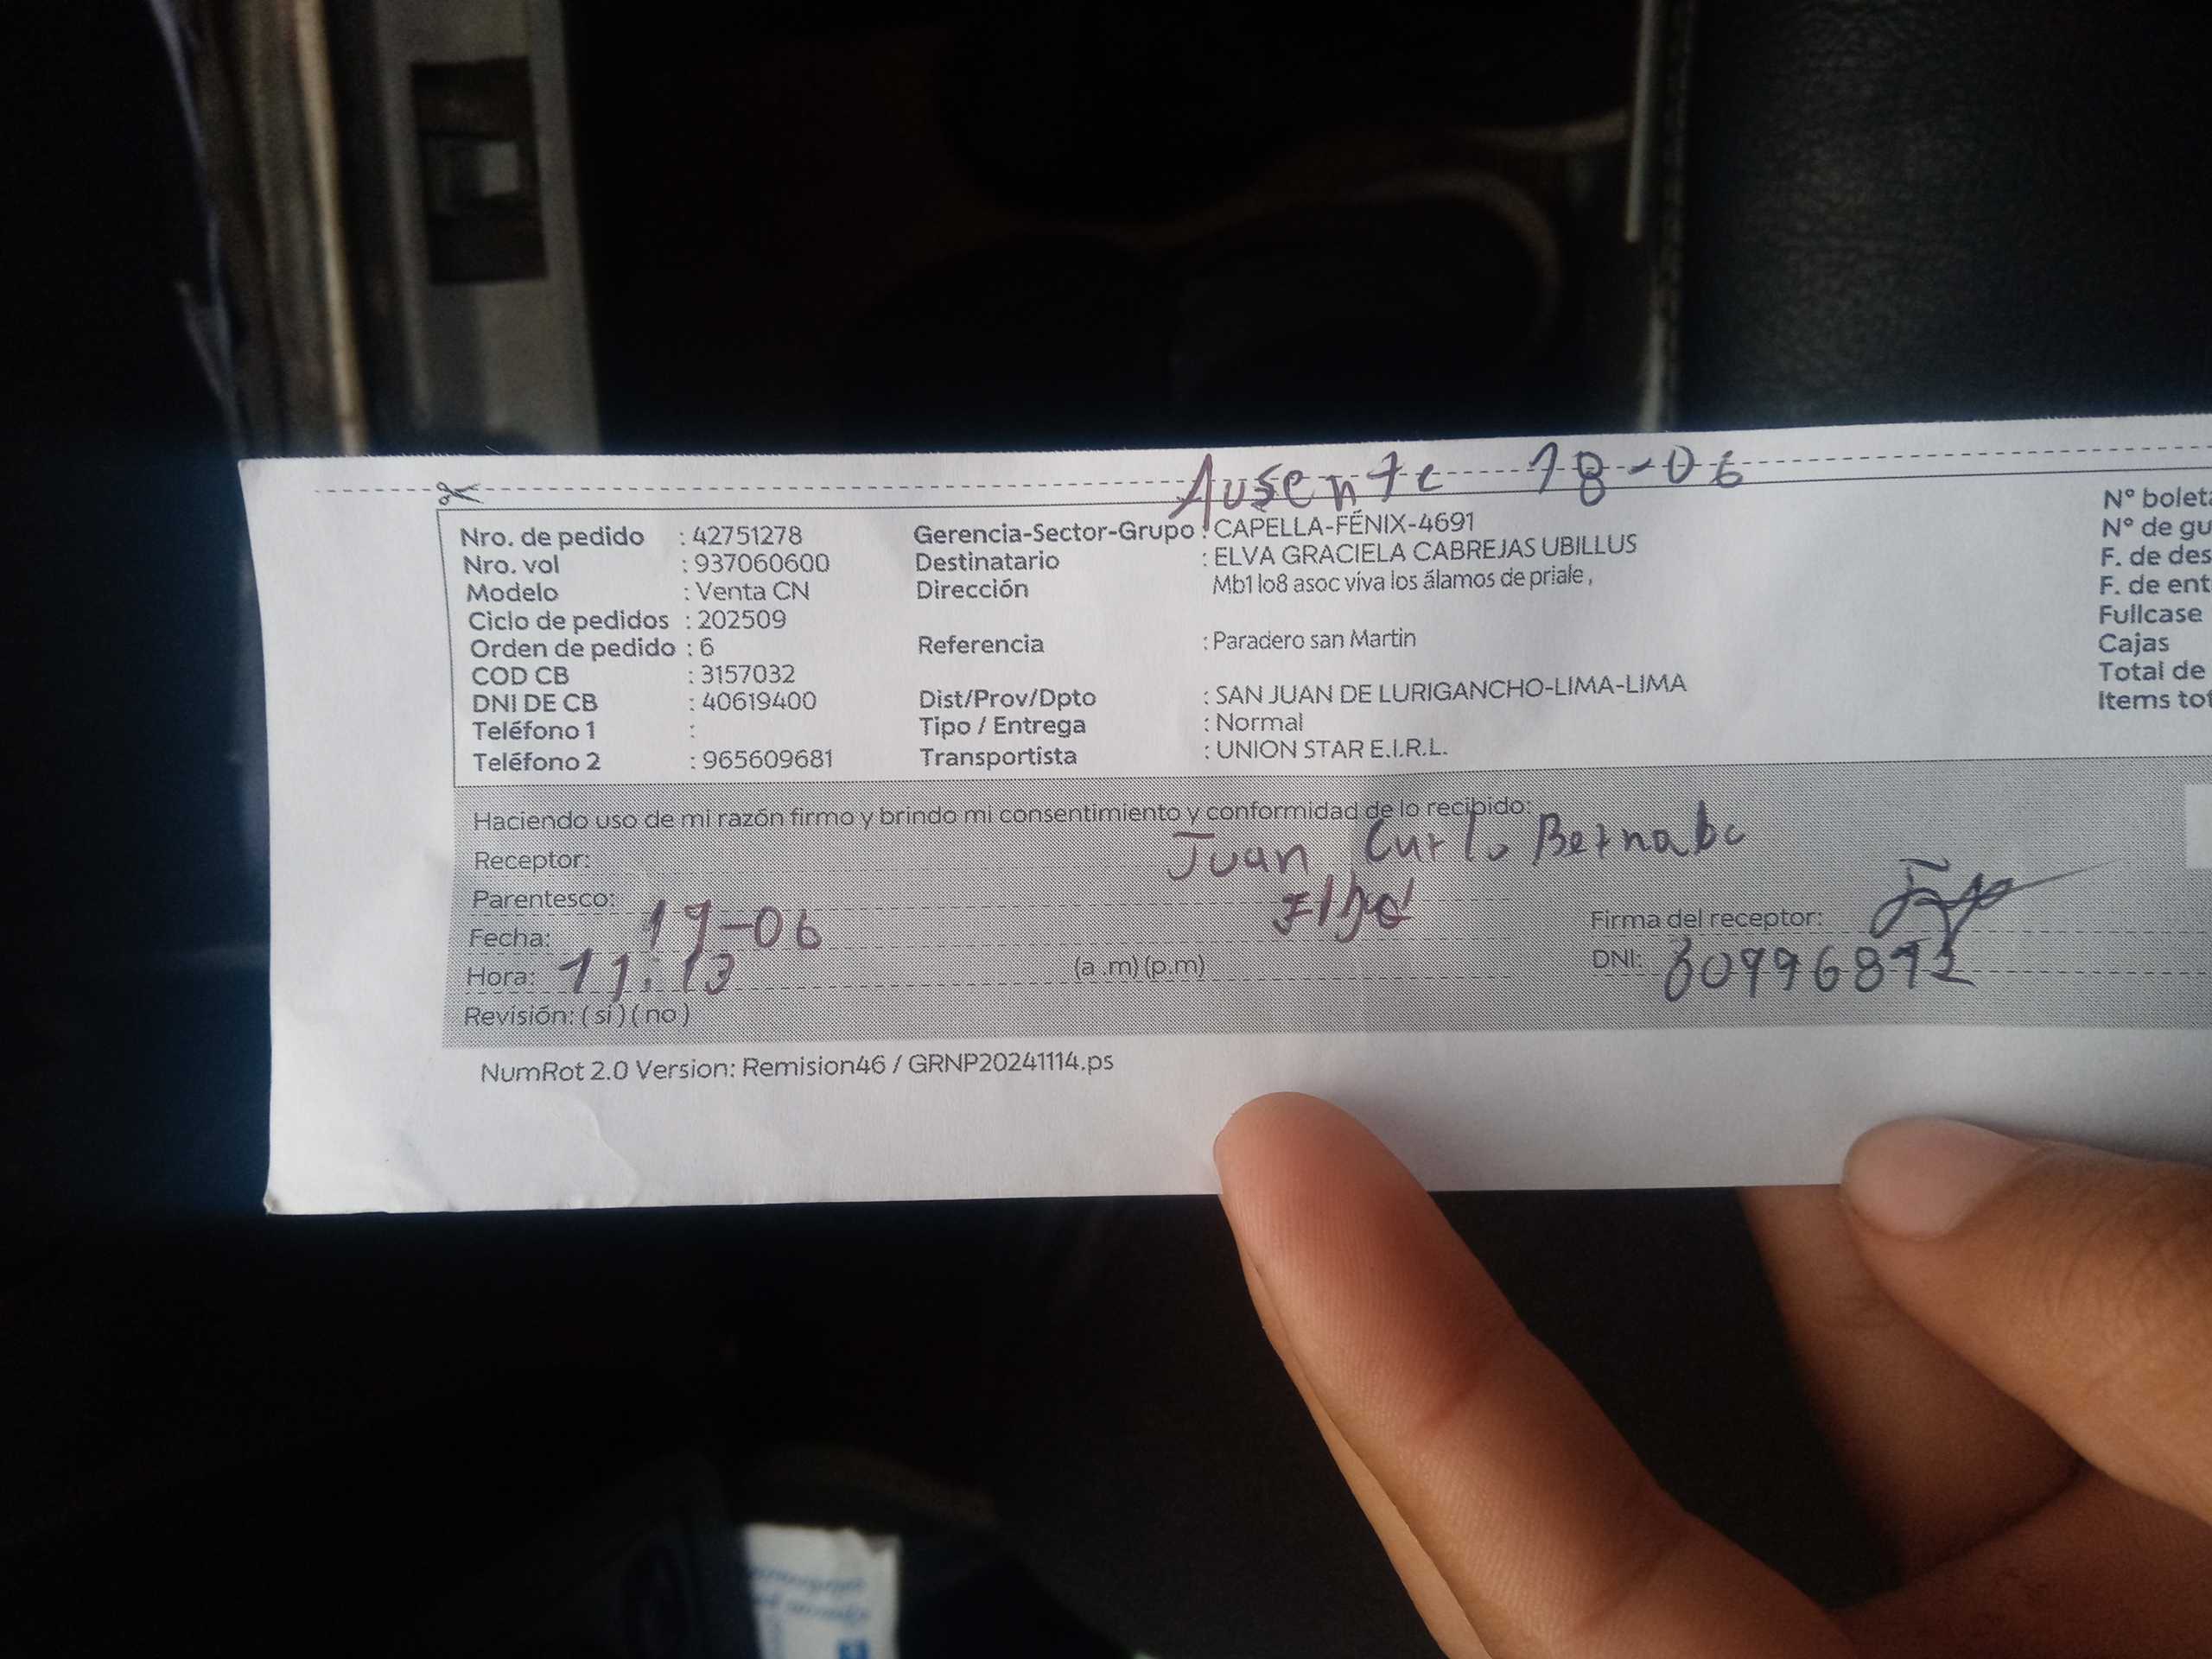 Ausente 18-06
Nro. de pedido : 42751278
Nro. vol : 937060600
Modelo : Venta CN
Ciclo de pedidos : 202509
Orden de pedido : 6
COD CB : 3157032
DNI DE CB : 40619400
Teléfono 1 :
Teléfono 2 : 965609681
Gerencia-Sector-Grupo : CAPELLA-FÉNIX-4691
Destinatario : ELVA GRACIELA CABREJAS UBILLUS
Dirección Mb1 lo8 asoc viva los álamos de priale ,
Referencia : Paradero san Martin
Dist/Prov/Dpto : SAN JUAN DE LURIGANCHO-LIMA-LIMA
Tipo / Entrega : Normal
Transportista : UNION STAR E.I.R.L.
N° bolet
N° de gu
F. de des
F. de ent
Fullcase
Cajas
Total de
Items tot
Haciendo uso de mi razón firmo y brindo mi consentimiento y conformidad de lo recibido:
Receptor: Juan Curlo Bernabe
Parentesco:
Fecha: 19-06
Hora: 11:13 (a .m) (p.m)
Revisión: ( si ) ( no )
Firma del receptor:
DNI:
NumRot 2.0 Version: Remision46 / GRNP20241114.ps